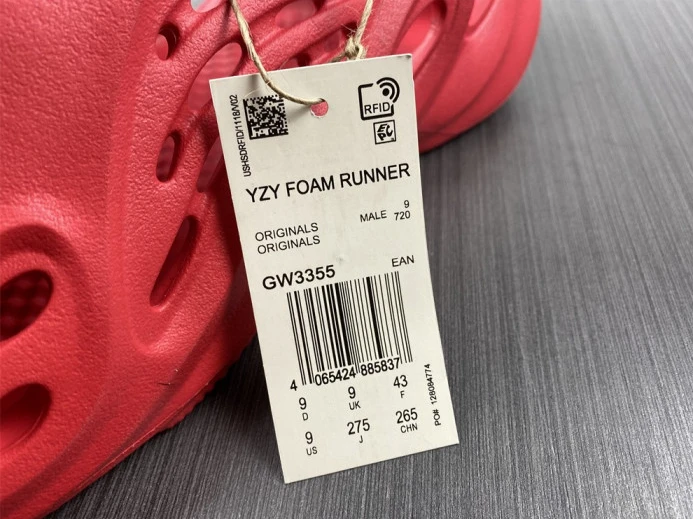 USHSDRFID/1118/V02
RFID
EPC
YZY FOAM RUNNER
ORIGINALS MALE 9
ORIGINALS 720
GW3355 EAN
4 065424 885837
9 9 43
D UK F
9 275 265
US J CHN
PO# 128084774